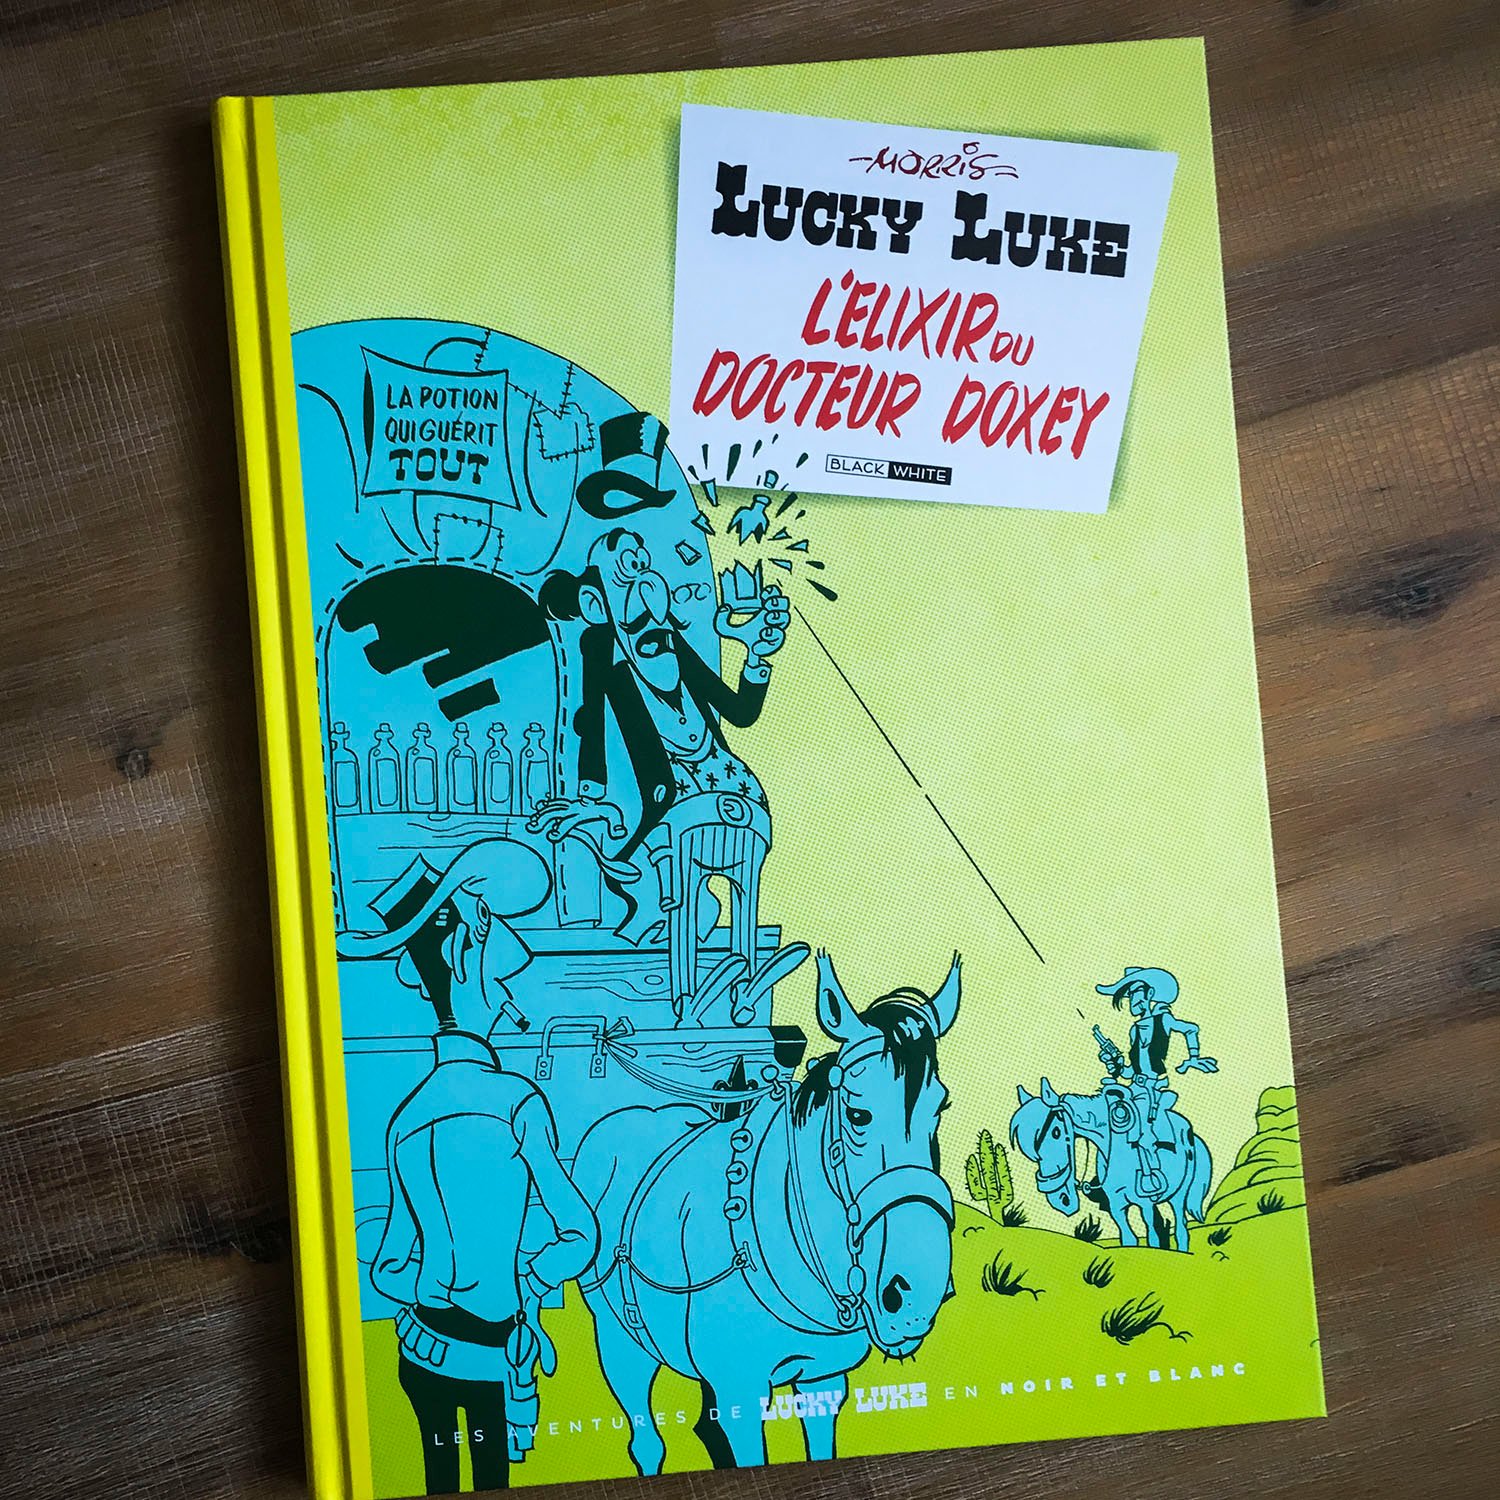 MORRIS
LUCKY LUKE
L'ELIXIR DU
DOCTEUR DOXEY
BLACK WHITE
LA POTION
QUI GUÉRIT
TOUT
LES AVENTURES DE LUCKY LUKE EN NOIR ET BLANC